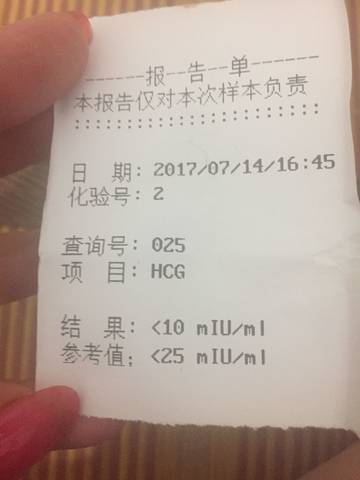 ------报--告--单------
本报告仅对本次样本负责
:::::::::::::::::::::
日 期: 2017/07/14/16:45
化验号: 2
查询号: 025
项 目: HCG
结 果: <10 mIU/ml
参考值; <25 mIU/ml